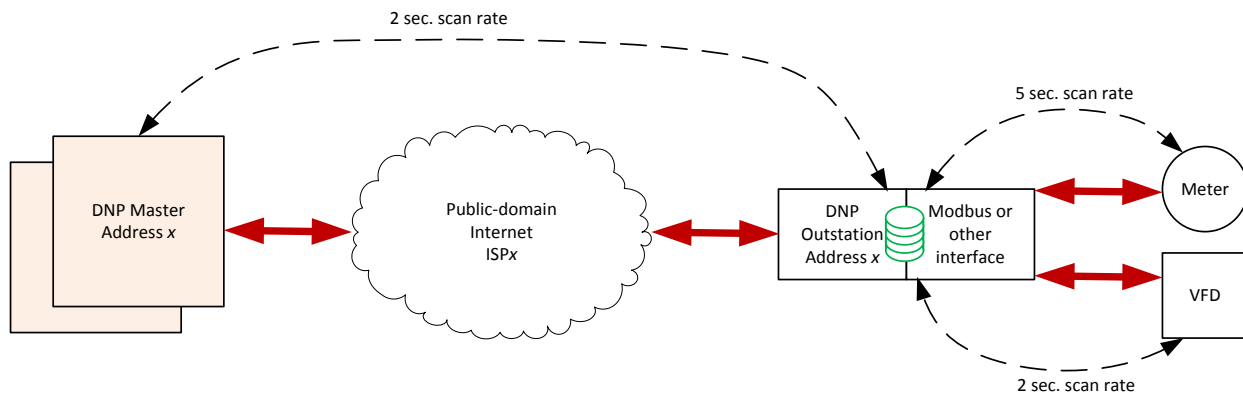 2 sec. scan rate
5 sec. scan rate
DNP Master
Address x
Public-domain
Internet
ISPx
DNP
Outstation
Address x
Modbus or
other
interface
Meter
VFD
2 sec. scan rate